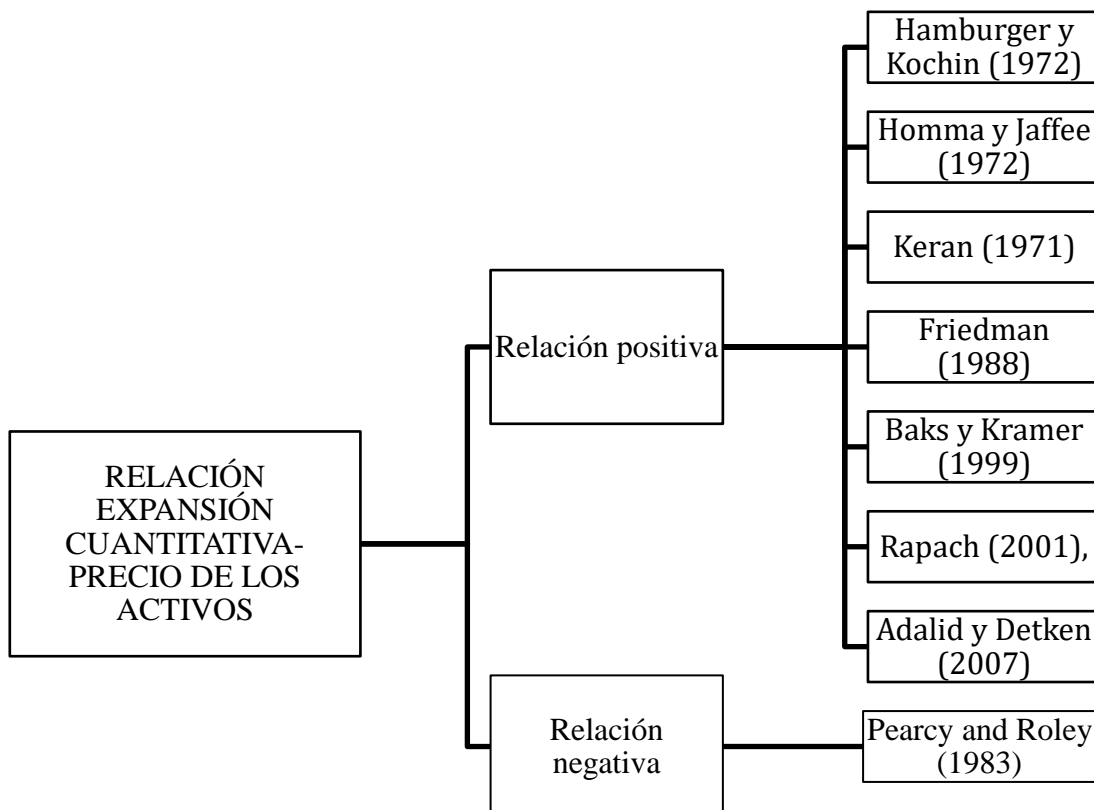 RELACIÓN
EXPANSIÓN
CUANTITATIVA-
PRECIO DE LOS
ACTIVOS
Relación positiva
Hamburger y
Kochin (1972)
Homma y Jaffee
(1972)
Keran (1971)
Friedman
(1988)
Baks y Kramer
(1999)
Rapach (2001),
Adalid y Detken
(2007)
Relación
negativa
Pearcy and Roley
(1983)